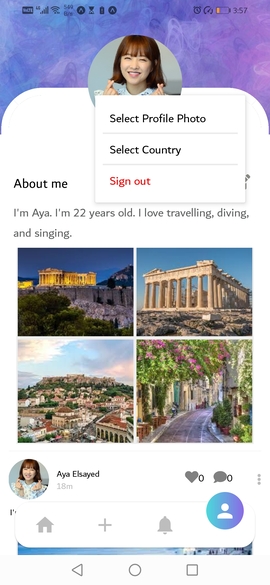 3:57
Select Profile Photo
Select Country
Sign out
About me
I'm Aya. I'm 22 years old. I love travelling, diving,
and singing.
Aya Elsayed
18m
0
0